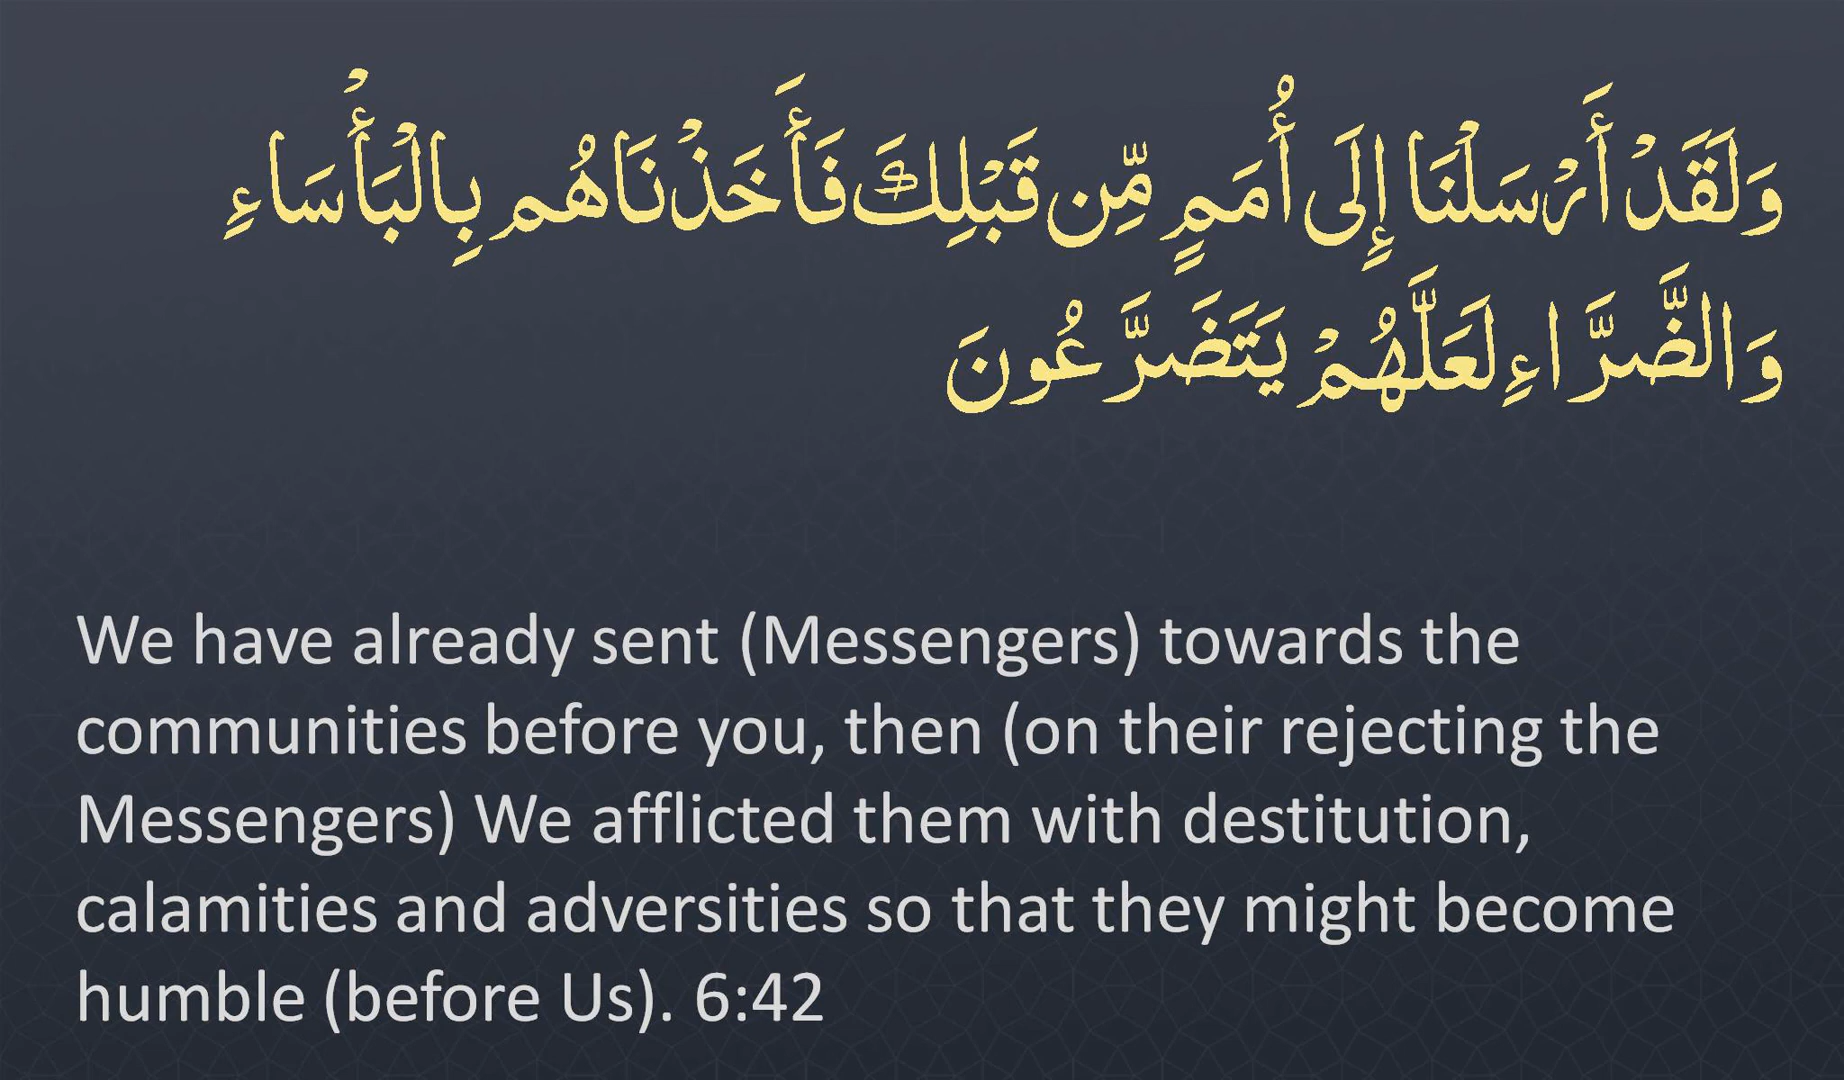 وَلَقَدْ أَرْسَلْنَا إِلَى أُمَمٍ مِّن قَبْلِكَ فَأَخَذْنَاهُم بِالْبَأْسَاءِ
وَالضَّرَّاءِ لَعَلَّهُمْ يَتَضَرَّعُونَ
We have already sent (Messengers) towards the
communities before you, then (on their rejecting the
Messengers) We afflicted them with destitution,
calamities and adversities so that they might become
humble (before Us). 6:42